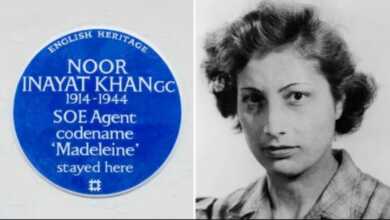 ENGLISH HERITAGE
NOOR
INAYAT KHAN GC
1914-1944
SOE Agent
codename
'Madeleine'
stayed here